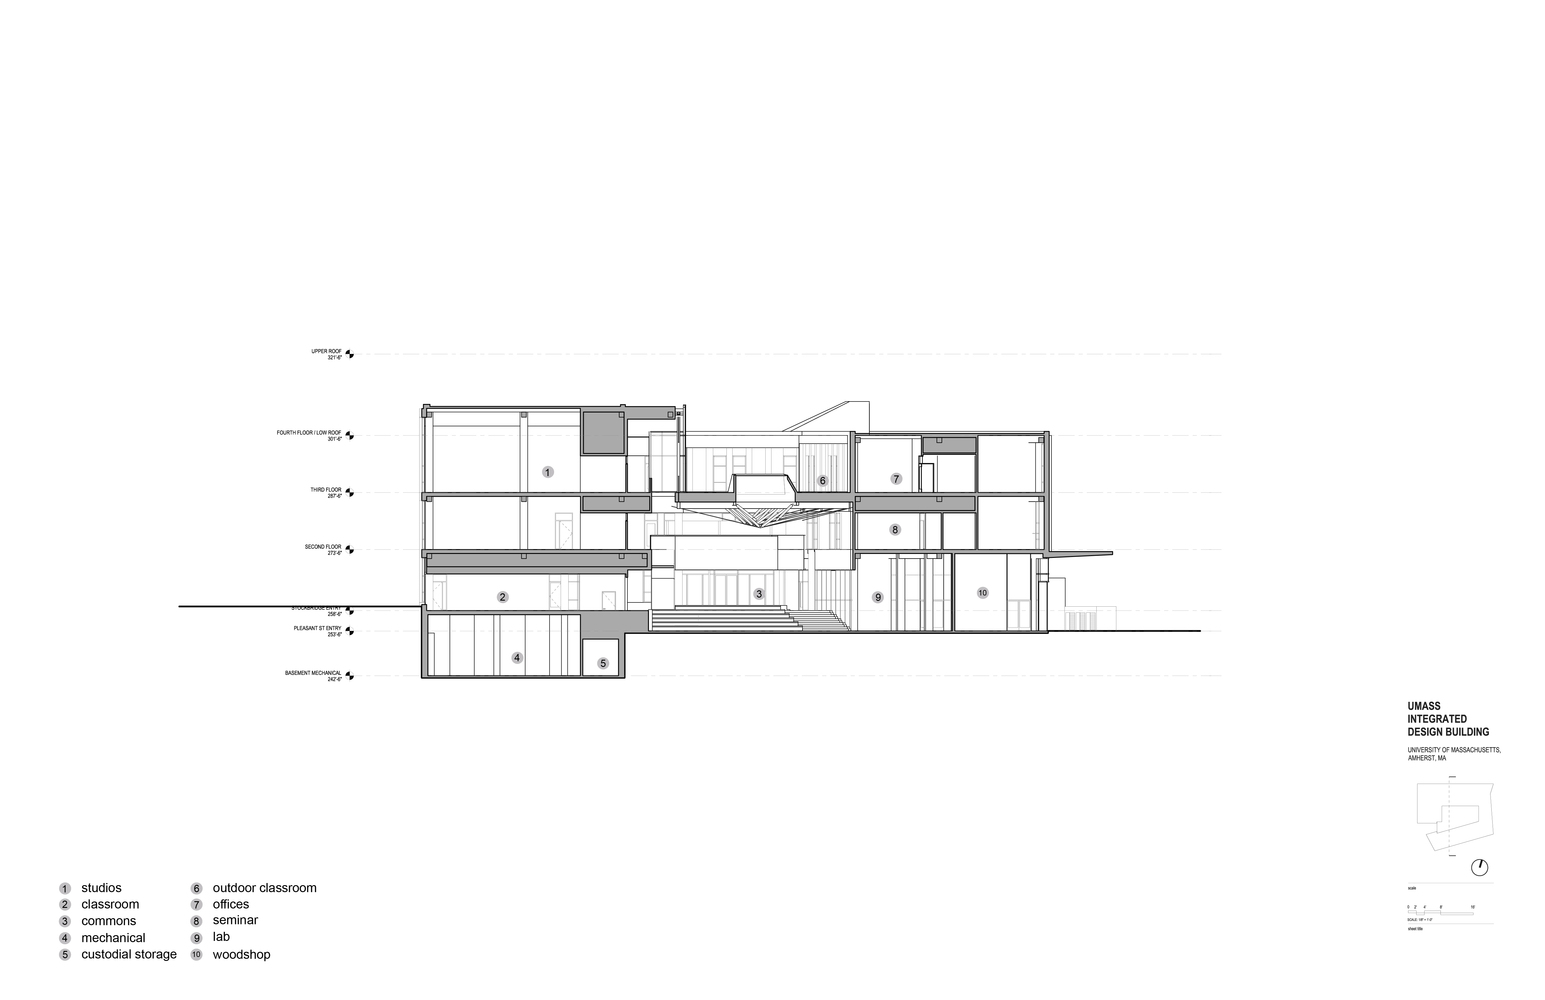 UPPER ROOF
321'-6"
FOURTH FLOOR / LOW ROOF
301'-6"
1
6
7
THIRD FLOOR
287'-6"
8
SECOND FLOOR
273'-6"
2
3
9
10
STOCKBRIDGE ENTRY
258'-6"
PLEASANT ST ENTRY
253'-6"
4
5
BASEMENT MECHANICAL
242'-6"
UMASS
INTEGRATED
DESIGN BUILDING
UNIVERSITY OF MASSACHUSETTS,
AMHERST, MA
scale
0 2' 4' 8' 16'
SCALE: 1/8" = 1'-0"
sheet title
1 studios
2 classroom
3 commons
4 mechanical
5 custodial storage
6 outdoor classroom
7 offices
8 seminar
9 lab
10 woodshop